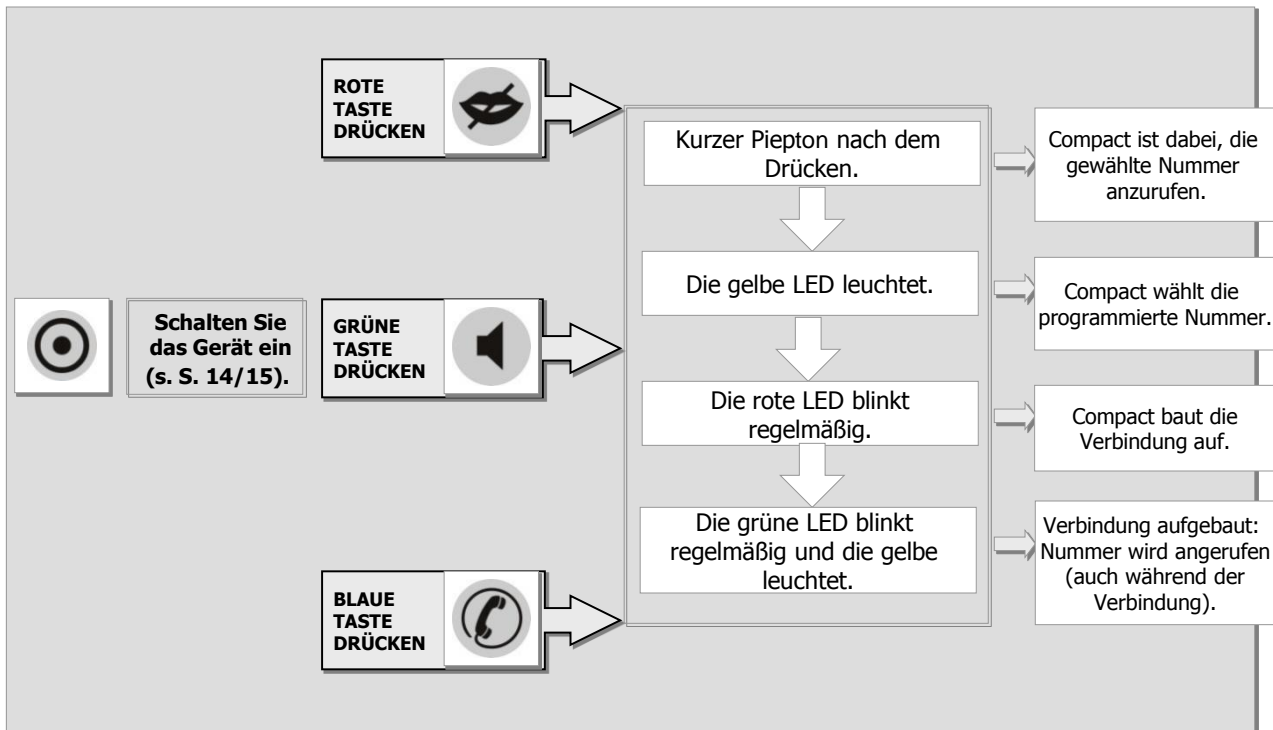 ROTE
TASTE
DRÜCKEN
Kurzer Piepton nach dem
Drücken.
Compact ist dabei, die
gewählte Nummer
anzurufen.
Die gelbe LED leuchtet.
Compact wählt die
programmierte Nummer.
Schalten Sie
das Gerät ein
(s. S. 14/15).
GRÜNE
TASTE
DRÜCKEN
Die rote LED blinkt
regelmäßig.
Compact baut die
Verbindung auf.
Die grüne LED blinkt
regelmäßig und die gelbe
leuchtet.
Verbindung aufgebaut:
Nummer wird angerufen
(auch während der
Verbindung).
BLAUE
TASTE
DRÜCKEN